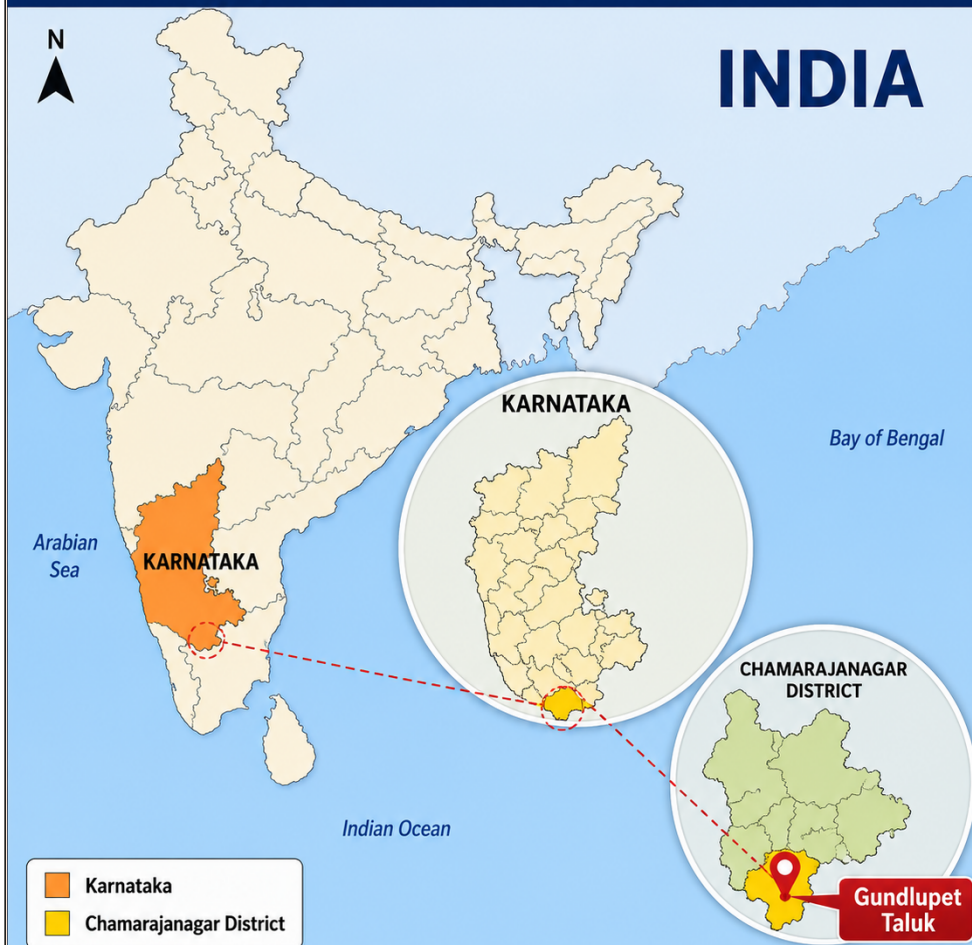 N
INDIA
KARNATAKA
Bay of Bengal
Arabian
Sea
KARNATAKA
CHAMARAJANAGAR
DISTRICT
Indian Ocean
Karnataka
Chamarajanagar District
Gundlupet
Taluk